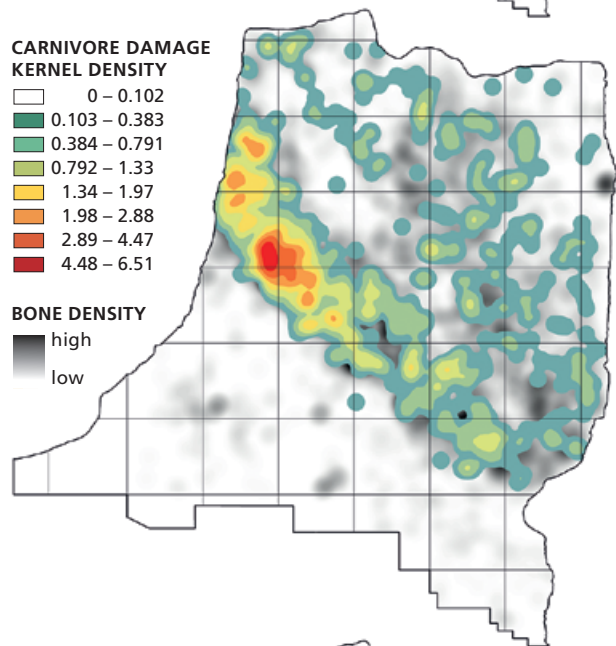 CARNIVORE DAMAGE
KERNEL DENSITY
0 – 0.102
0.103 – 0.383
0.384 – 0.791
0.792 – 1.33
1.34 – 1.97
1.98 – 2.88
2.89 – 4.47
4.48 – 6.51
BONE DENSITY
high
low